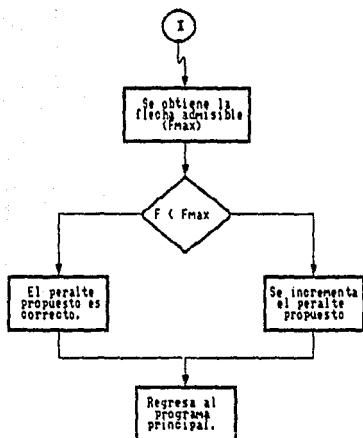 X
Se obtiene la
flecha admisible
(Fmax)
F < Fmax
El peralte
propuesto es
correcto.
Se incrementa
el peralte
propuesto
Regresa al
programa
principal.